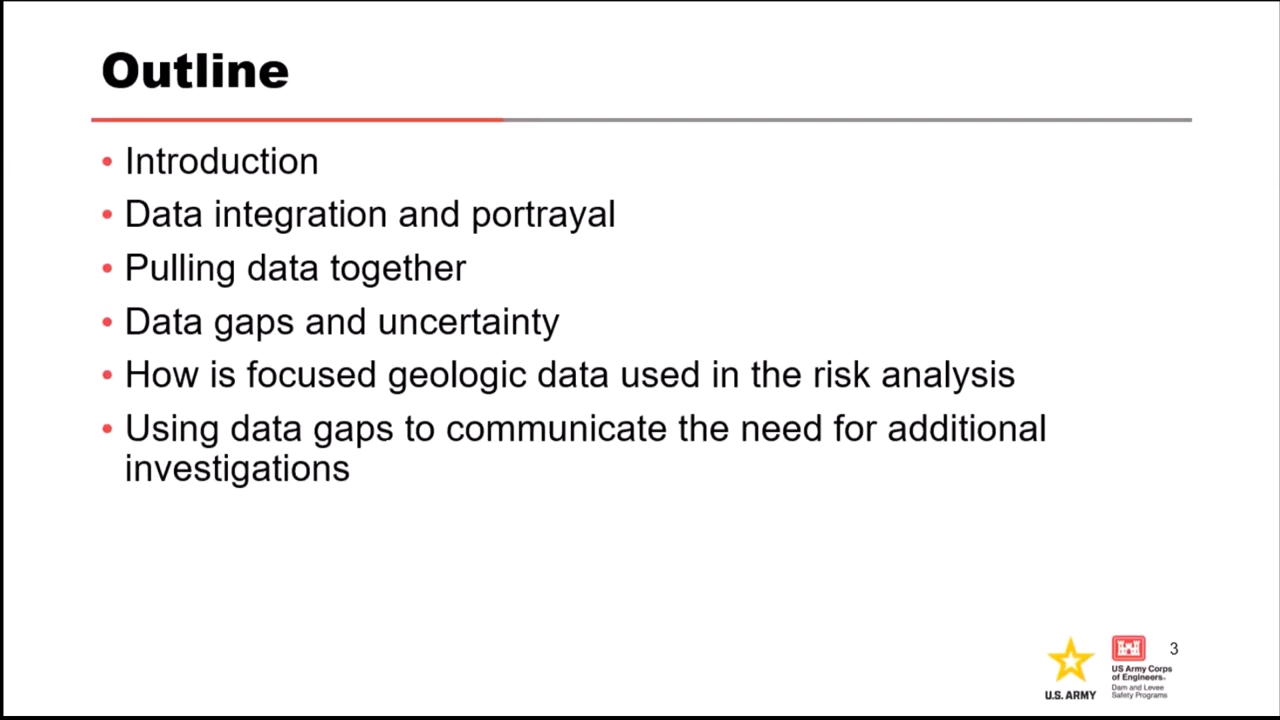 Outline
• Introduction
• Data integration and portrayal
• Pulling data together
• Data gaps and uncertainty
• How is focused geologic data used in the risk analysis
• Using data gaps to communicate the need for additional
investigations
3
U.S. ARMY
US Army Corps
of Engineers.
Dam and Levee
Safety Programs